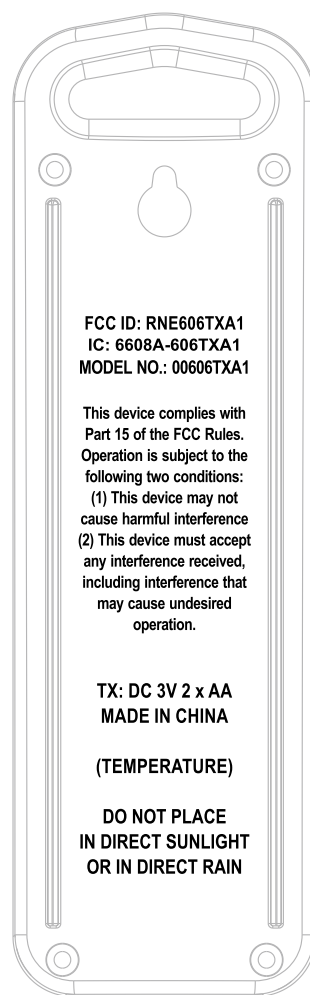 FCC ID: RNE606TXA1
IC: 6608A-606TXA1
MODEL NO.: 00606TXA1
This device complies with
Part 15 of the FCC Rules.
Operation is subject to the
following two conditions:
(1) This device may not
cause harmful interference
(2) This device must accept
any interference received,
including interference that
may cause undesired
operation.
TX: DC 3V 2 x AA
MADE IN CHINA
(TEMPERATURE)
DO NOT PLACE
IN DIRECT SUNLIGHT
OR IN DIRECT RAIN